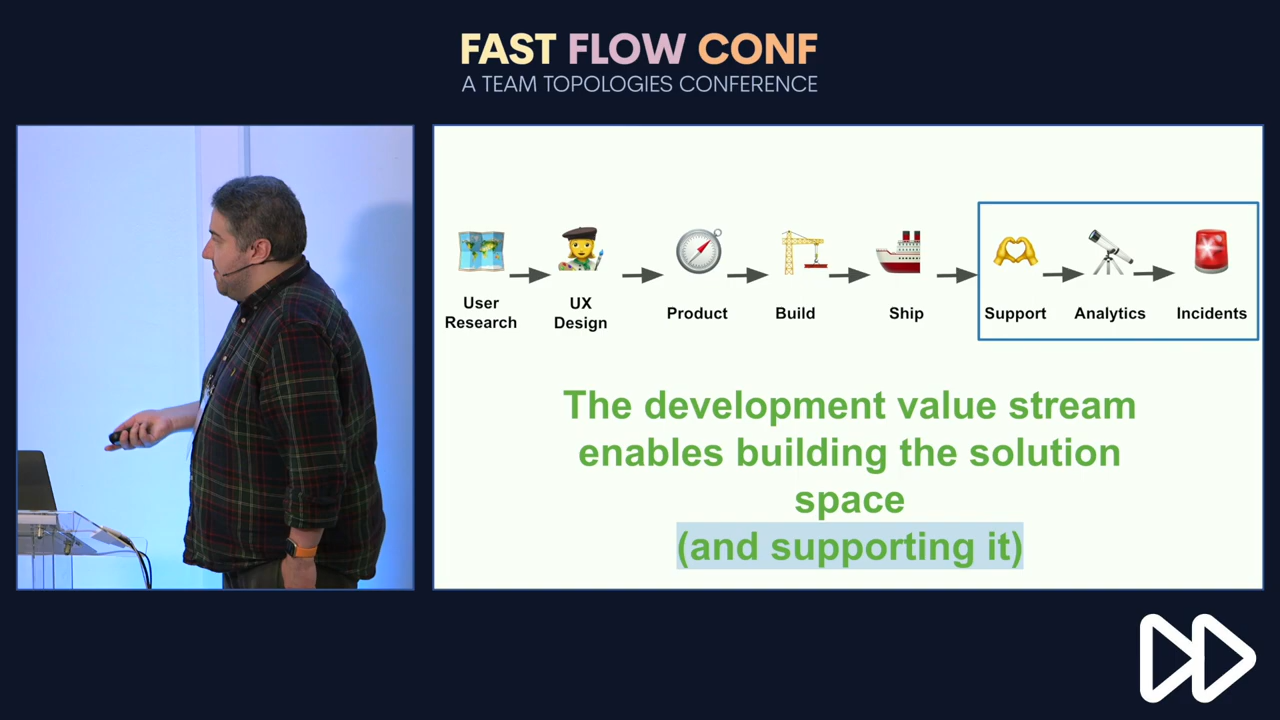 FAST FLOW CONF
A TEAM TOPOLOGIES CONFERENCE
User
Research
UX
Design
Product
Build
Ship
Support
Analytics
Incidents
The development value stream
enables building the solution
space
(and supporting it)